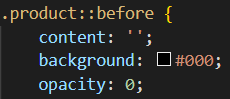 .product::before {
    content: '';
    background: #000;
    opacity: 0;